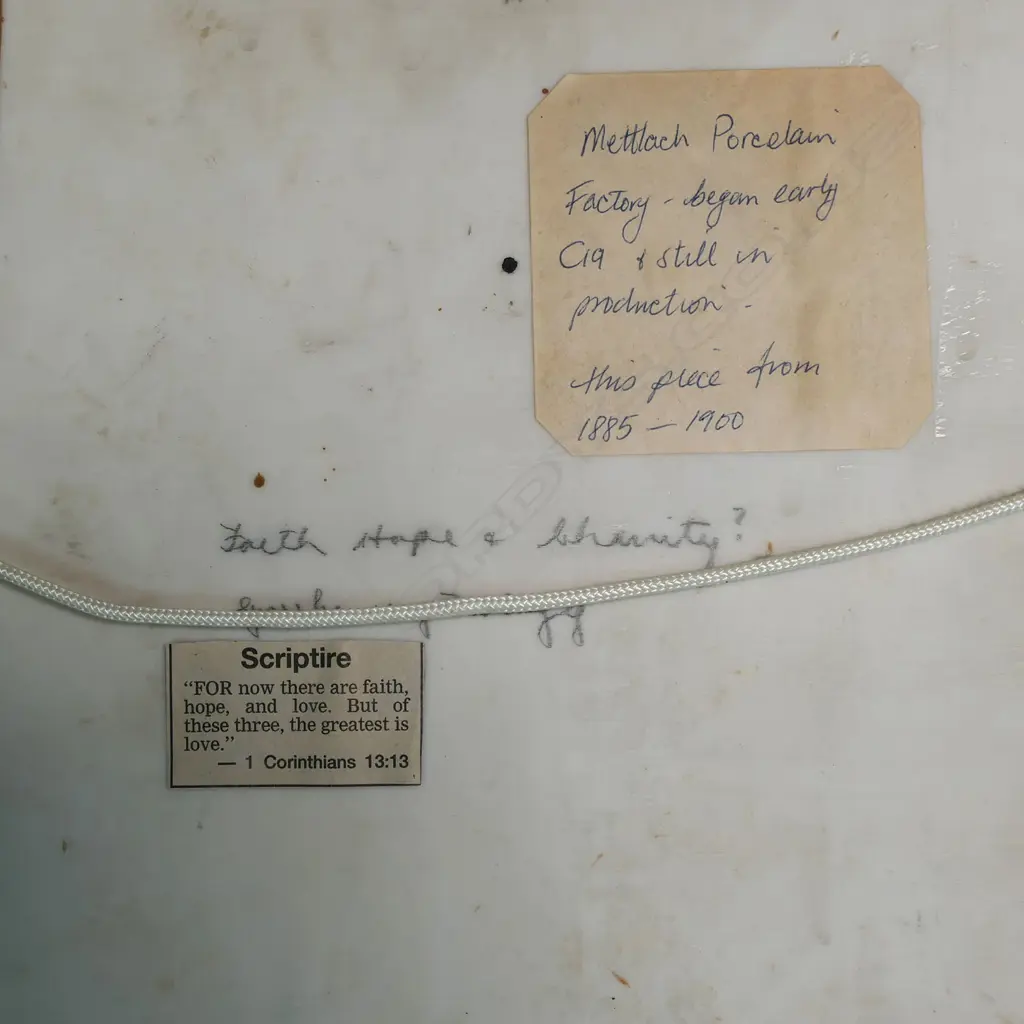 Mettlach Porcelain
Factory - began early
C19 & still in
production -
this piece from
1885 — 1900
Faith Hope & Charity?
Scriptire
“FOR now there are faith,
hope, and love. But of
these three, the greatest is
love.”
— 1 Corinthians 13:13